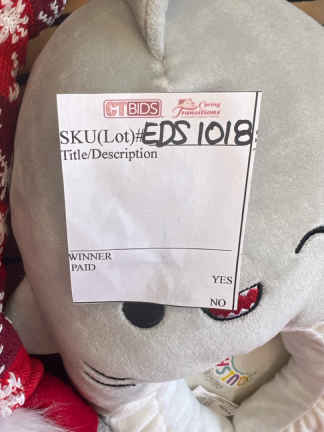 CTBIDS Caring Transitions
SKU(Lot)# EDS 1018
Title/Description
WINNER
PAID
YES
NO